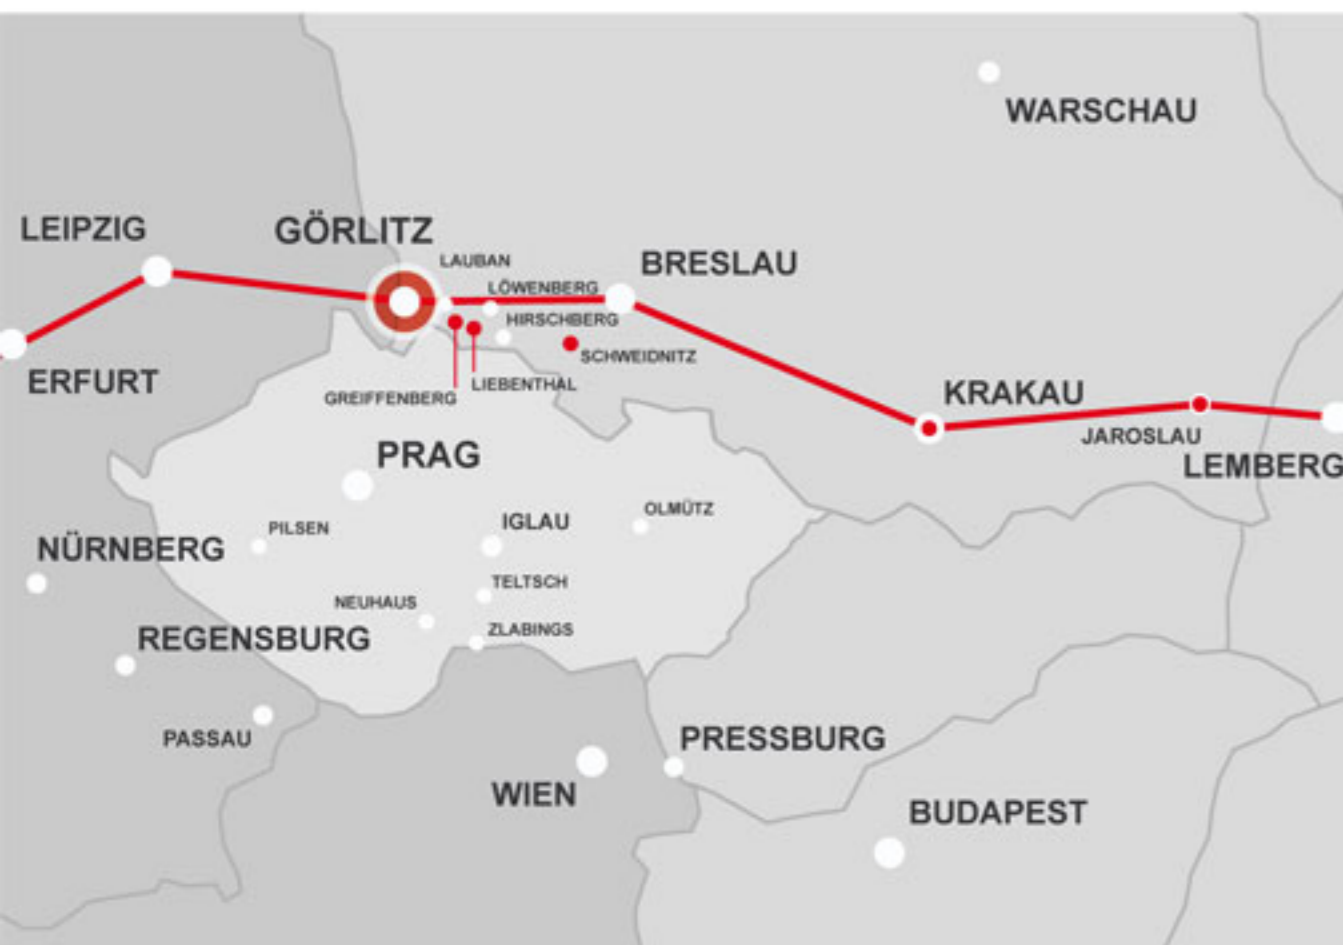 WARSCHAU
LEIPZIG
GÖRLITZ
LAUBAN
BRESLAU
LÖWENBERG
HIRSCHBERG
SCHWEIDNITZ
ERFURT
LIEBENTHAL
GREIFFENBERG
KRAKAU
JAROSLAU
LEMBERG
PRAG
OLMÜTZ
IGLAU
PILSEN
NÜRNBERG
TELTSCH
NEUHAUS
ZLABINGS
REGENSBURG
PASSAU
PRESSBURG
WIEN
BUDAPEST